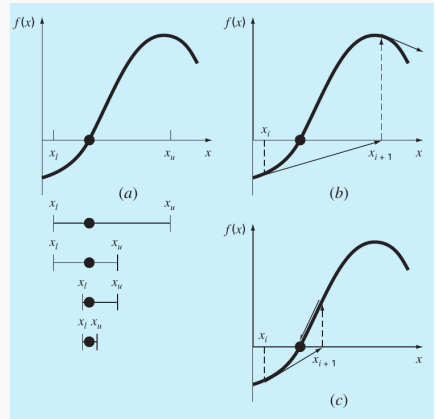 f(x)
x_l
x_u
x
(a)
x_l
x_u
x_l
x_u
x_l
x_u
x_l x_u
f(x)
x_i
x_{i+1}
x
(b)
f(x)
x_i
x_{i+1}
x
(c)